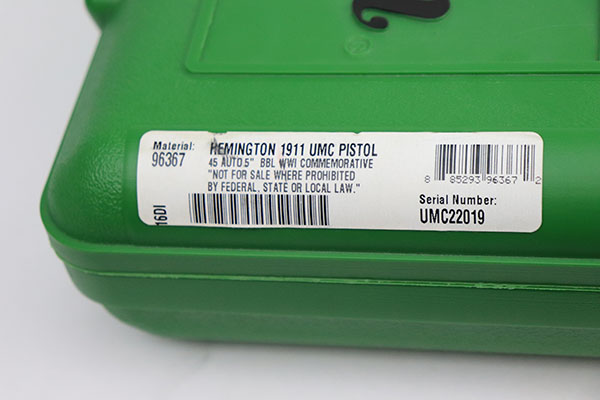 Material:
96367
REMINGTON 1911 UMC PISTOL
45 AUTO 5" BBL WWI COMMEMORATIVE
"NOT FOR SALE WHERE PROHIBITED
BY FEDERAL, STATE OR LOCAL LAW."
16DI
8 85293 96367 2
Serial Number:
UMC22019